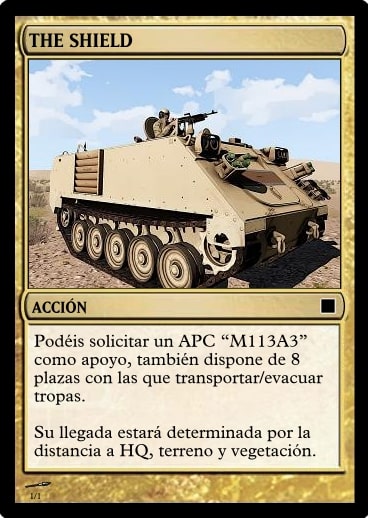 THE SHIELD
ACCIÓN
Podéis solicitar un APC “M113A3”
como apoyo, también dispone de 8
plazas con las que transportar/evacuar
tropas.
Su llegada estará determinada por la
distancia a HQ, terreno y vegetación.
1/1